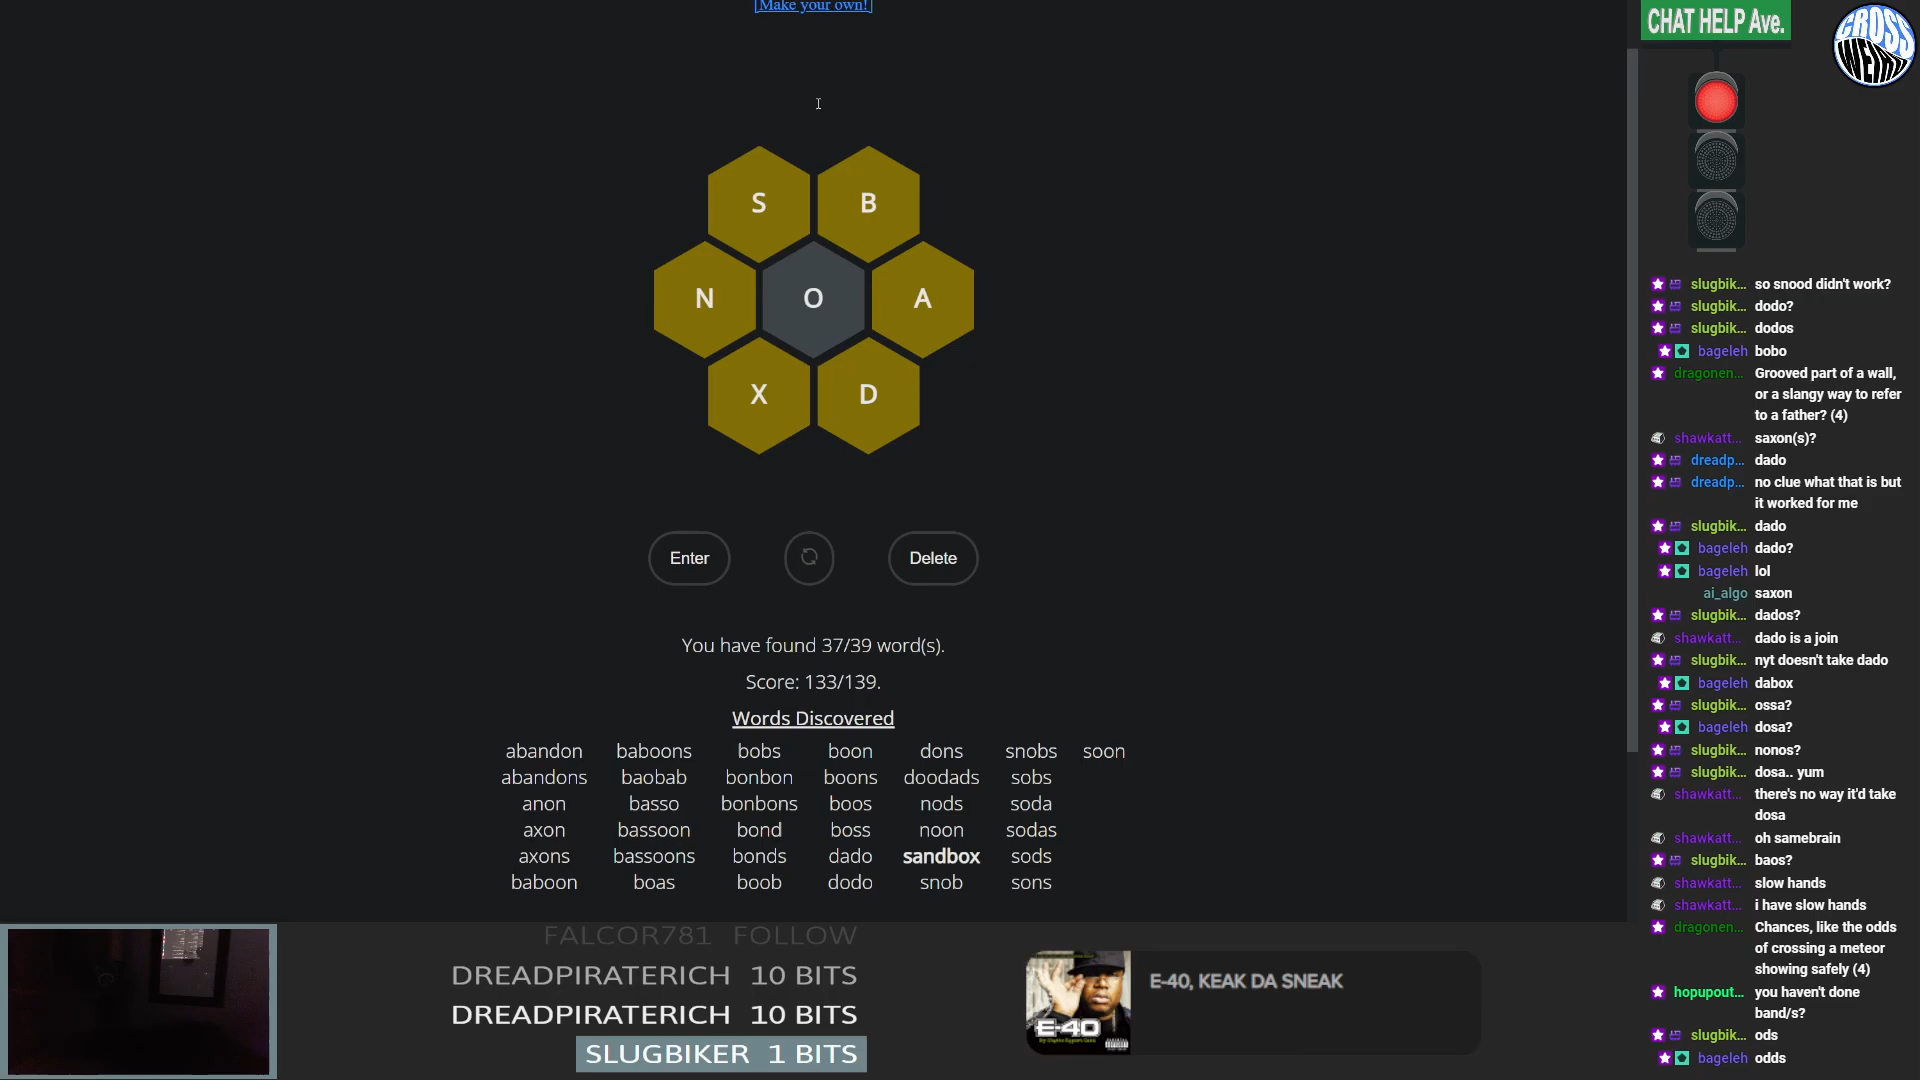 [Make your own!]
CHAT HELP Ave.
CROSS
WEIRD
S
B
N
O
A
X
D
Enter
Delete
You have found 37/39 word(s).
Score: 133/139.
Words Discovered
abandon baboons bobs boon dons snobs soon
abandons baobab bonbon boons doodads sobs
anon basso bonbons boos nods soda
axon bassoon bond boss noon sodas
axons bassoons bonds dado sandbox sods
baboon boas boob dodo snob sons
slugbik... so snood didn't work?
slugbik... dodo?
slugbik... dodos
bageleh bobo
dragonen... Grooved part of a wall,
or a slangy way to refer
to a father? (4)
shawkatt... saxon(s)?
dreadp... dado
dreadp... no clue what that is but
it worked for me
slugbik... dado
bageleh dado?
bageleh lol
ai_algo saxon
slugbik... dados?
shawkatt... dado is a join
slugbik... nyt doesn't take dado
bageleh dabox
slugbik... ossa?
bageleh dosa?
slugbik... nonos?
slugbik... dosa.. yum
shawkatt... there's no way it'd take
dosa
shawkatt... oh samebrain
slugbik... baos?
shawkatt... slow hands
shawkatt... i have slow hands
dragonen... Chances, like the odds
of crossing a meteor
showing safely (4)
hopupout... you haven't done
band/s?
slugbik... ods
bageleh odds
FALCOR781 FOLLOW
DREADPIRATERICH 10 BITS
DREADPIRATERICH 10 BITS
SLUGBIKER 1 BITS
E-40
E-40, KEAK DA SNEAK